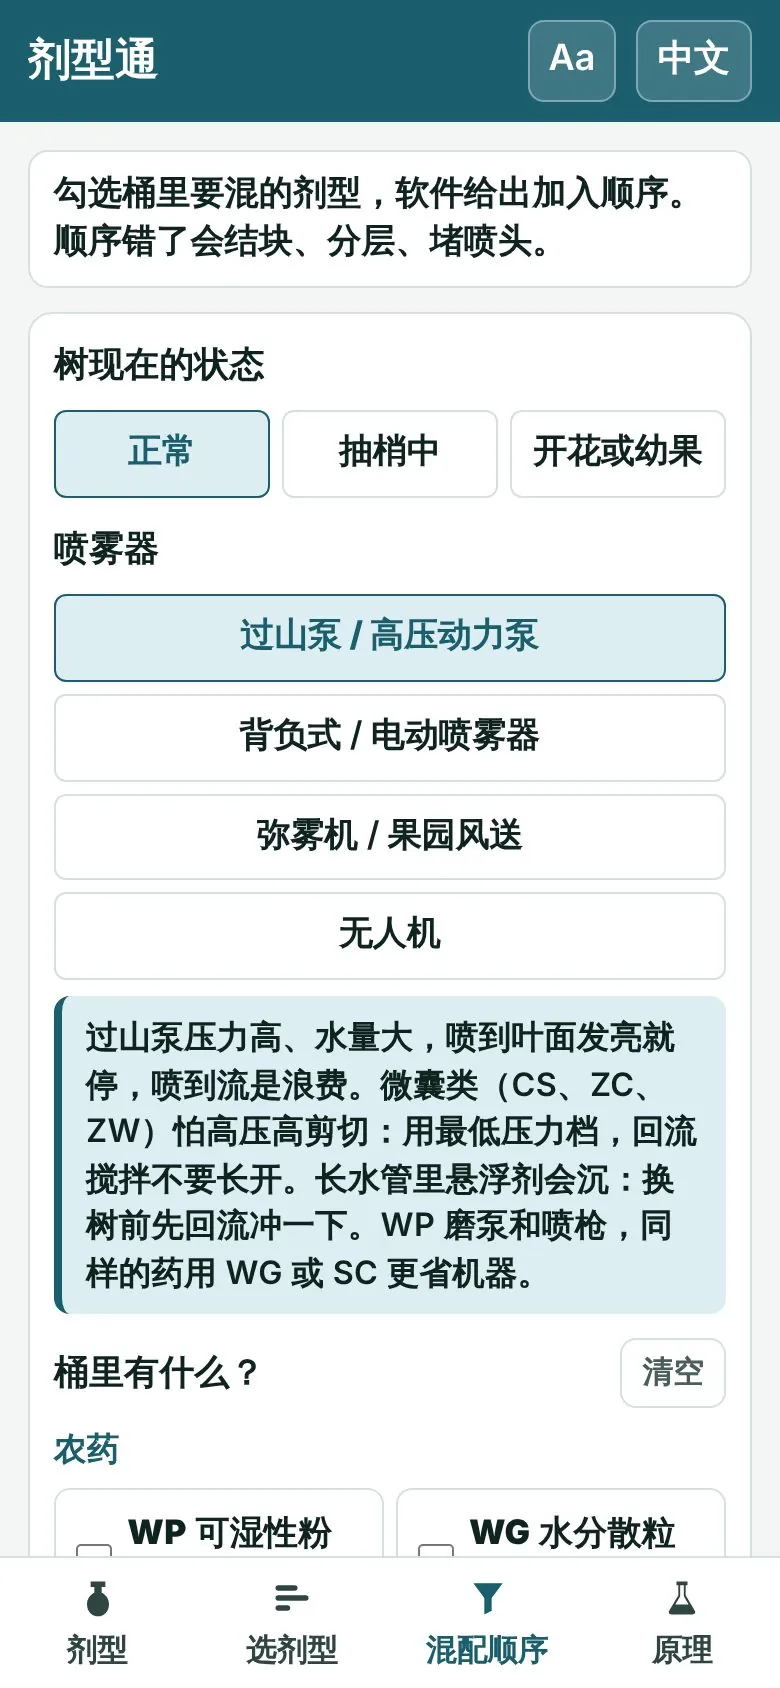 剂型通
Aa
中文
勾选桶里要混的剂型，软件给出加入顺序。
顺序错了会结块、分层、堵喷头。
树现在的状态
正常
抽梢中
开花或幼果
喷雾器
过山泵 / 高压动力泵
背负式 / 电动喷雾器
弥雾机 / 果园风送
无人机
过山泵压力高、水量大，喷到叶面发亮就
停，喷到流是浪费。微囊类（CS、ZC、
ZW）怕高压高剪切：用最低压力档，回流
搅拌不要长开。长水管里悬浮剂会沉：换
树前先回流冲一下。WP 磨泵和喷枪，同
样的药用 WG 或 SC 更省机器。
桶里有什么？
清空
农药
WP 可湿性粉
WG 水分散粒
剂型
选剂型
混配顺序
原理